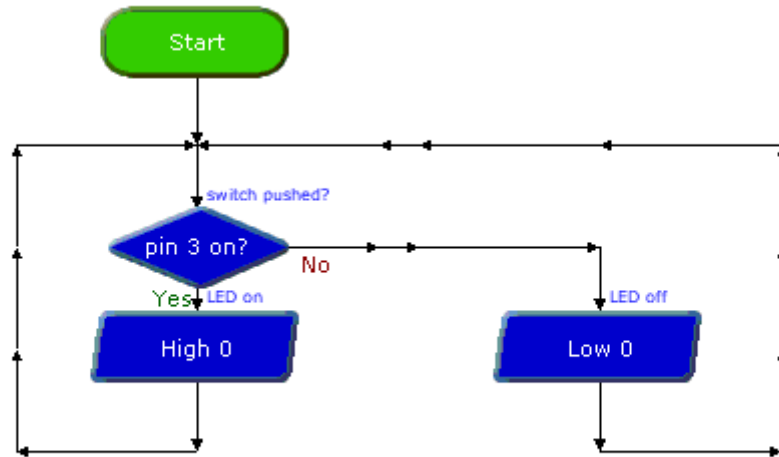 Start
switch pushed?
pin 3 on?
No
Yes
LED on
LED off
High 0
Low 0